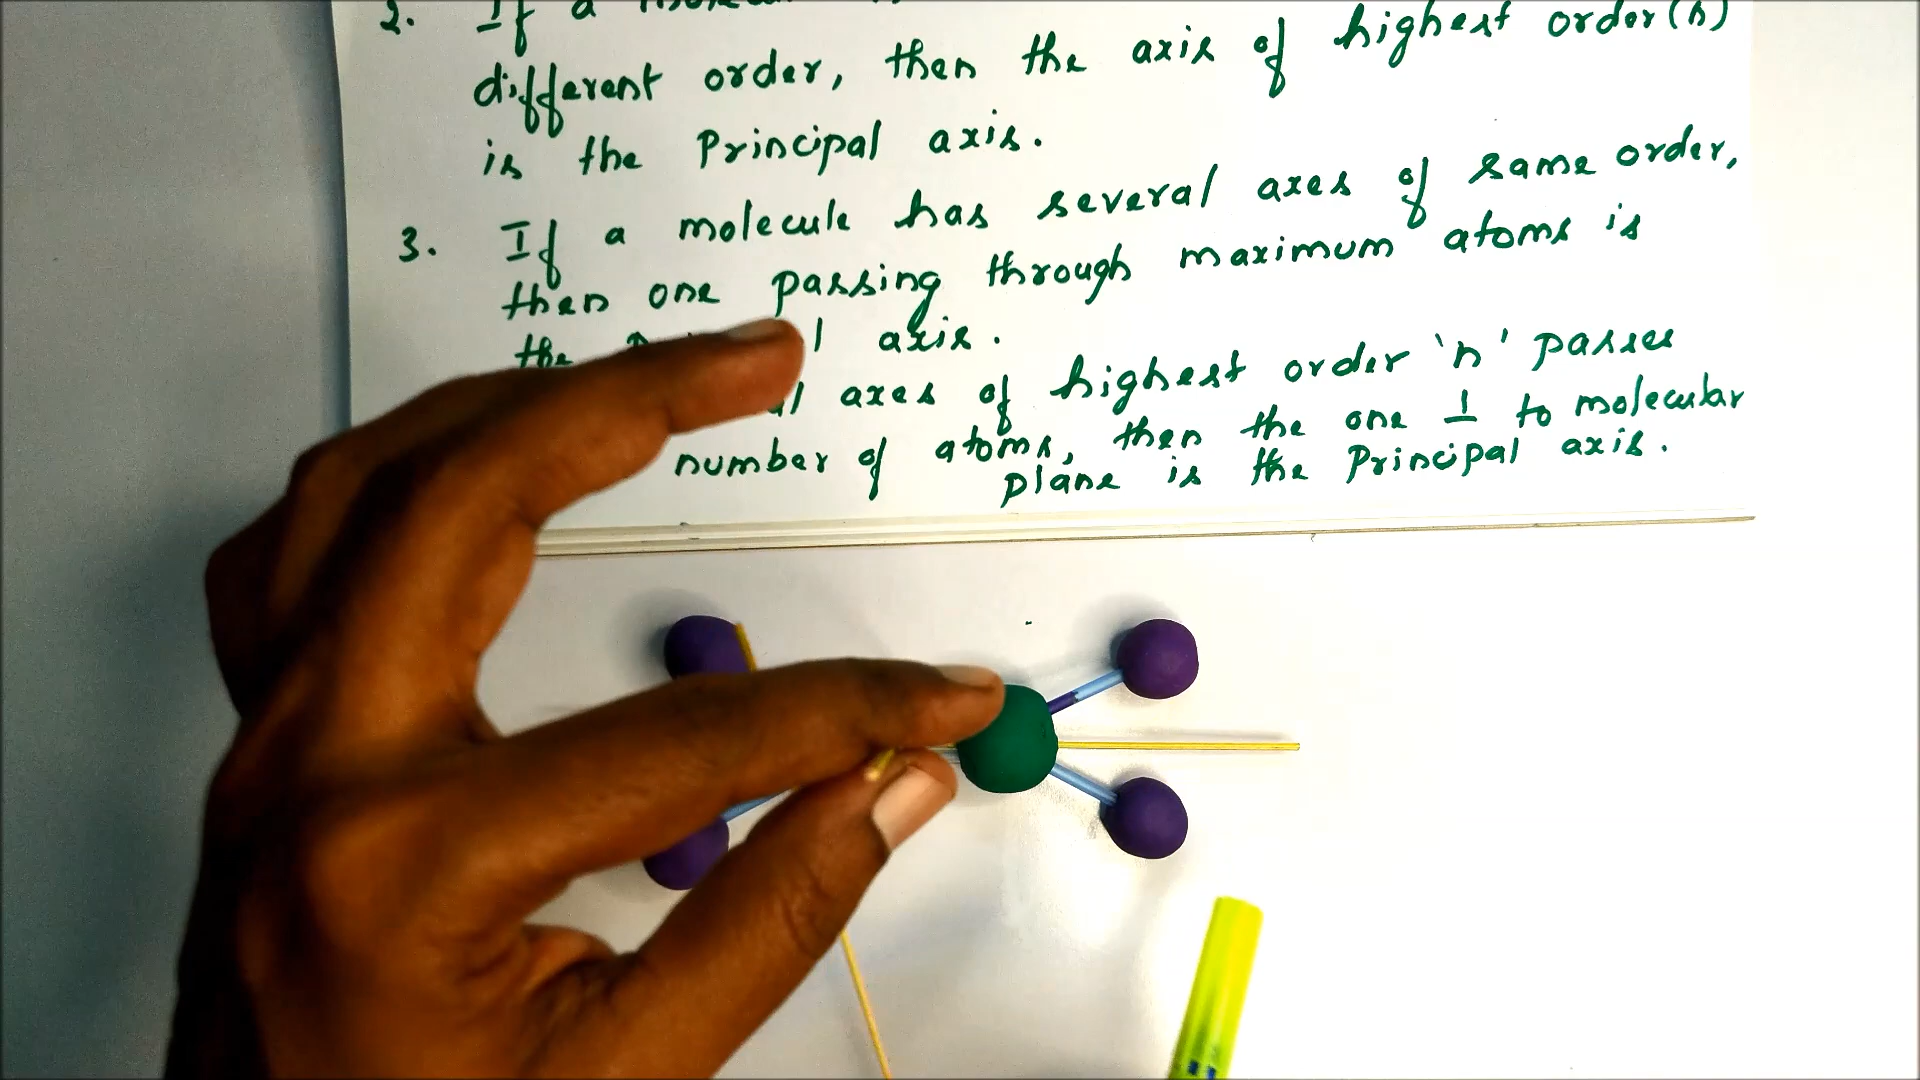 2. If a
different order, then the axis of highest order(n)
is the Principal axis.
3. If a molecule has several axes of same order,
then one passing through maximum atoms is
the axis.
axes of highest order 'n' passes
number of atoms, then the one ⊥ to molecular
plane is the Principal axis.